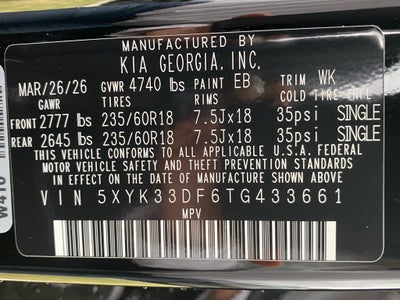 MANUFACTURED BY
KIA GEORGIA, INC.
MAR/26/26 GVWR 4740 lbs PAINT EB TRIM WK
GAWR TIRES RIMS COLD TIRE PRES.
FRONT 2777 lbs 235/60R18 7.5Jx18 35psi SINGLE
REAR 2645 lbs 235/60R18 7.5Jx18 35psi SINGLE
THIS VEHICLE CONFORMS TO ALL APPLICABLE U.S.A. FEDERAL
MOTOR VEHICLE SAFETY AND THEFT PREVENTION STANDARDS
IN EFFECT ON THE DATE OF MANUFACTURE SHOWN ABOVE.
VIN 5XYK33DF6TG433661
MPV